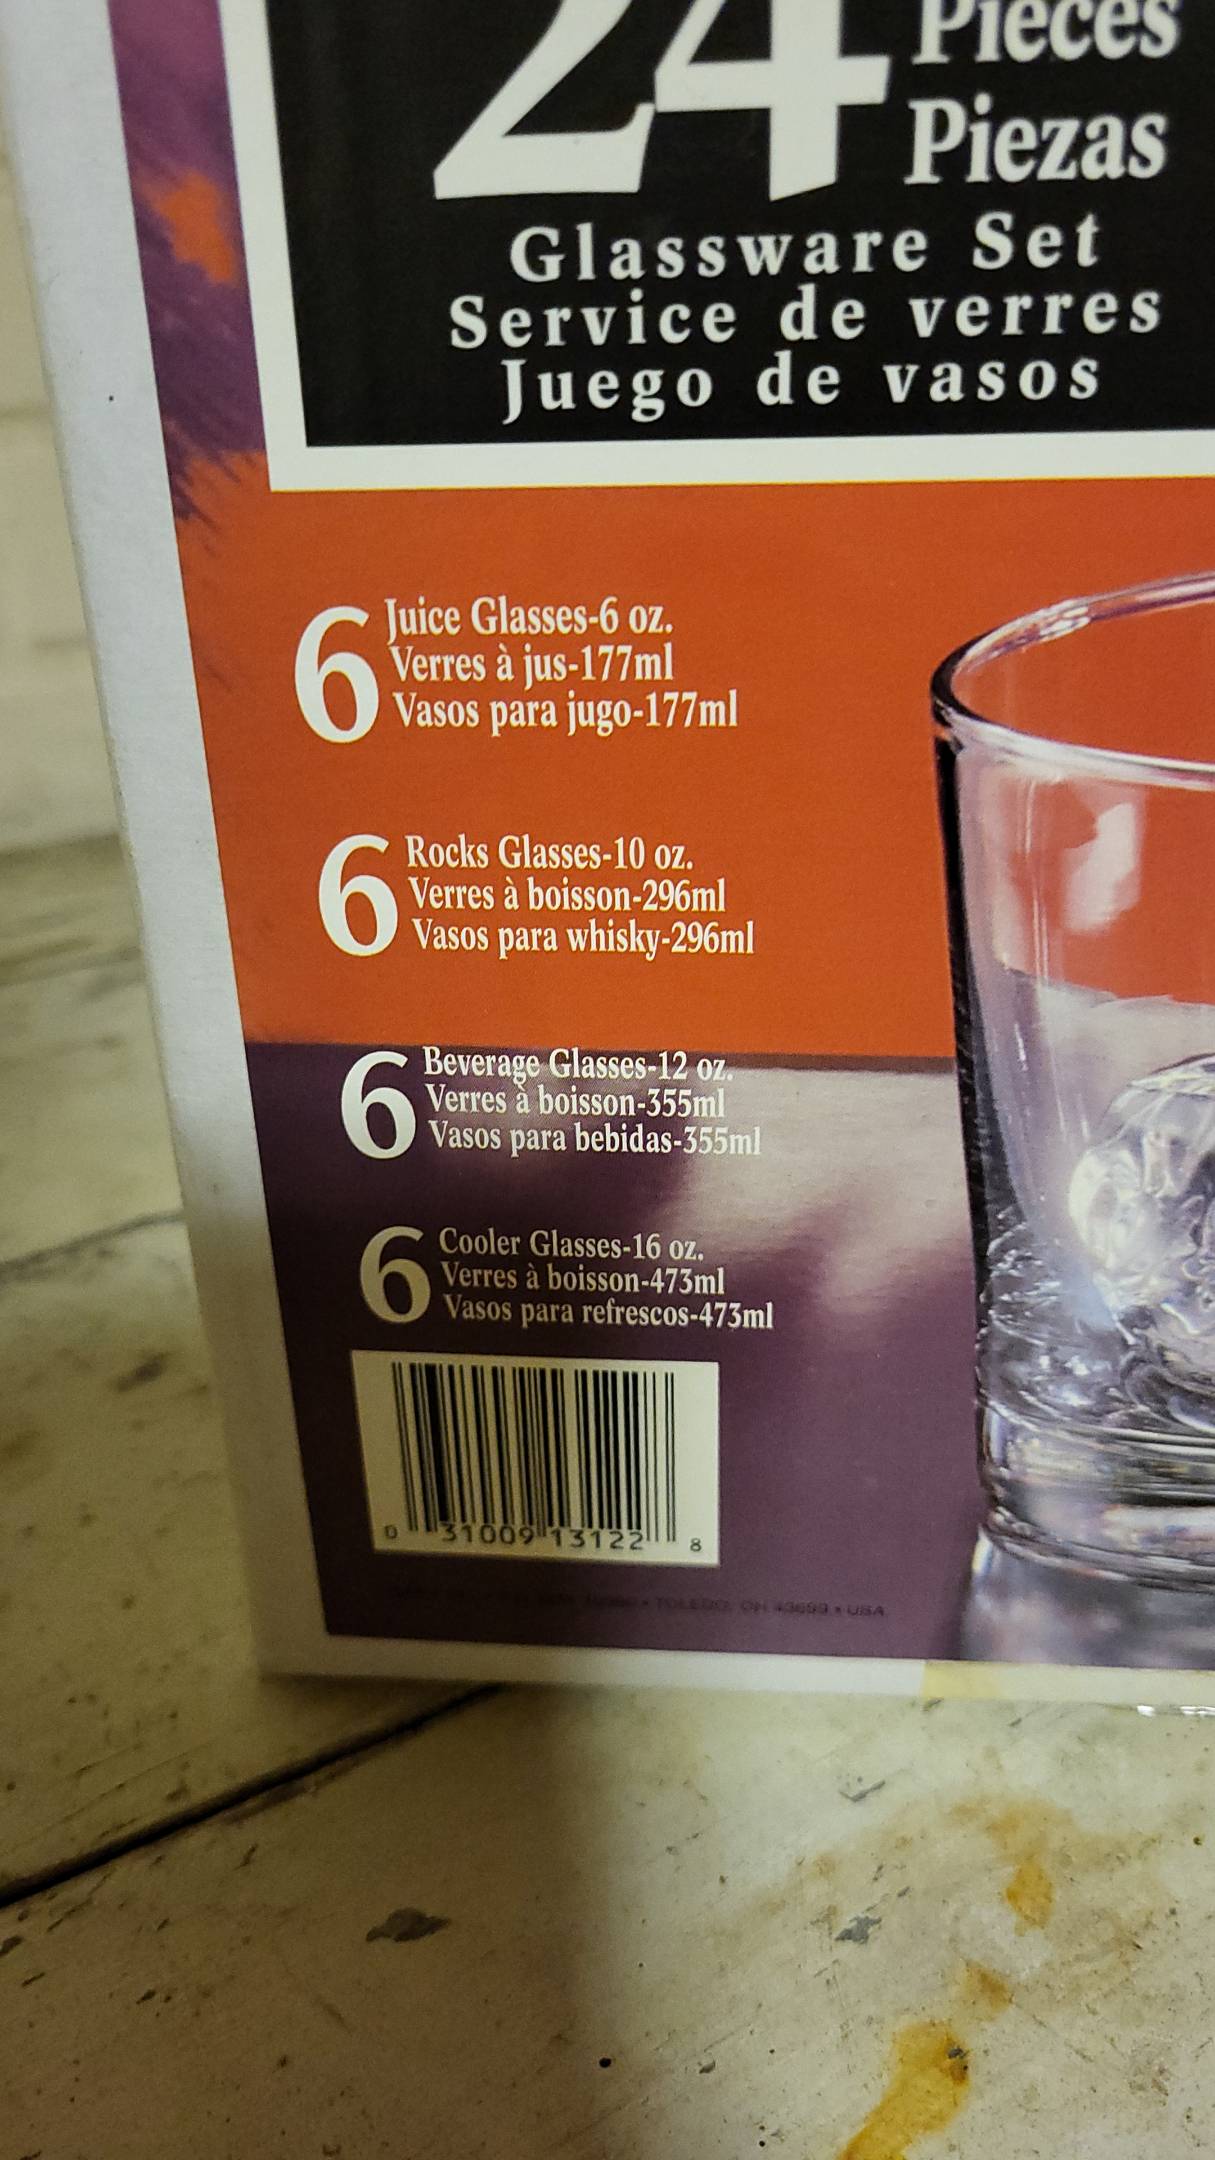 24 Pieces
Piezas
Glassware Set
Service de verres
Juego de vasos
6 Juice Glasses-6 oz.
Verres à jus-177ml
Vasos para jugo-177ml
6 Rocks Glasses-10 oz.
Verres à boisson-296ml
Vasos para whisky-296ml
6 Beverage Glasses-12 oz.
Verres à boisson-355ml
Vasos para bebidas-355ml
6 Cooler Glasses-16 oz.
Verres à boisson-473ml
Vasos para refrescos-473ml
0 31009 13122 8
TOLEDO, OH 43699 • USA